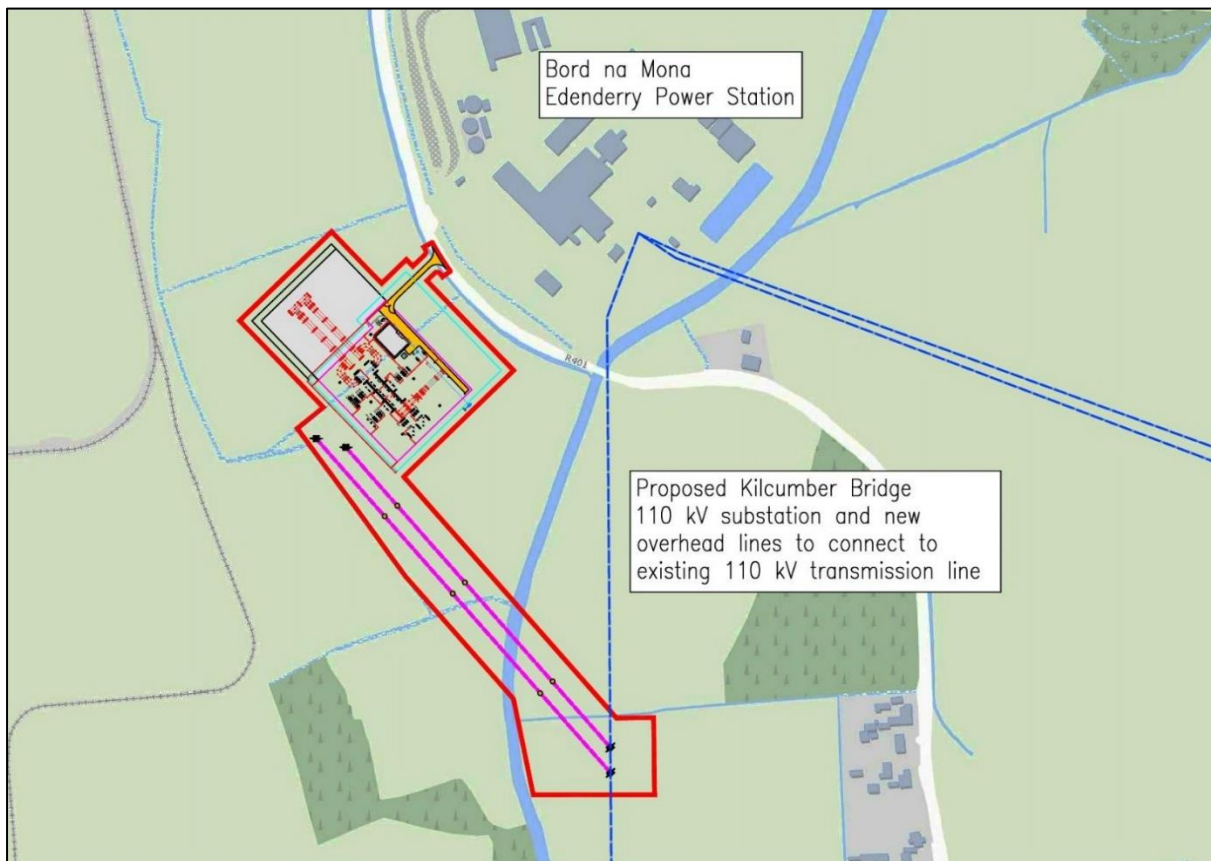 Bord na Mona
Edenderry Power Station
R401
Proposed Kilcumber Bridge
110 kV substation and new
overhead lines to connect to
existing 110 kV transmission line